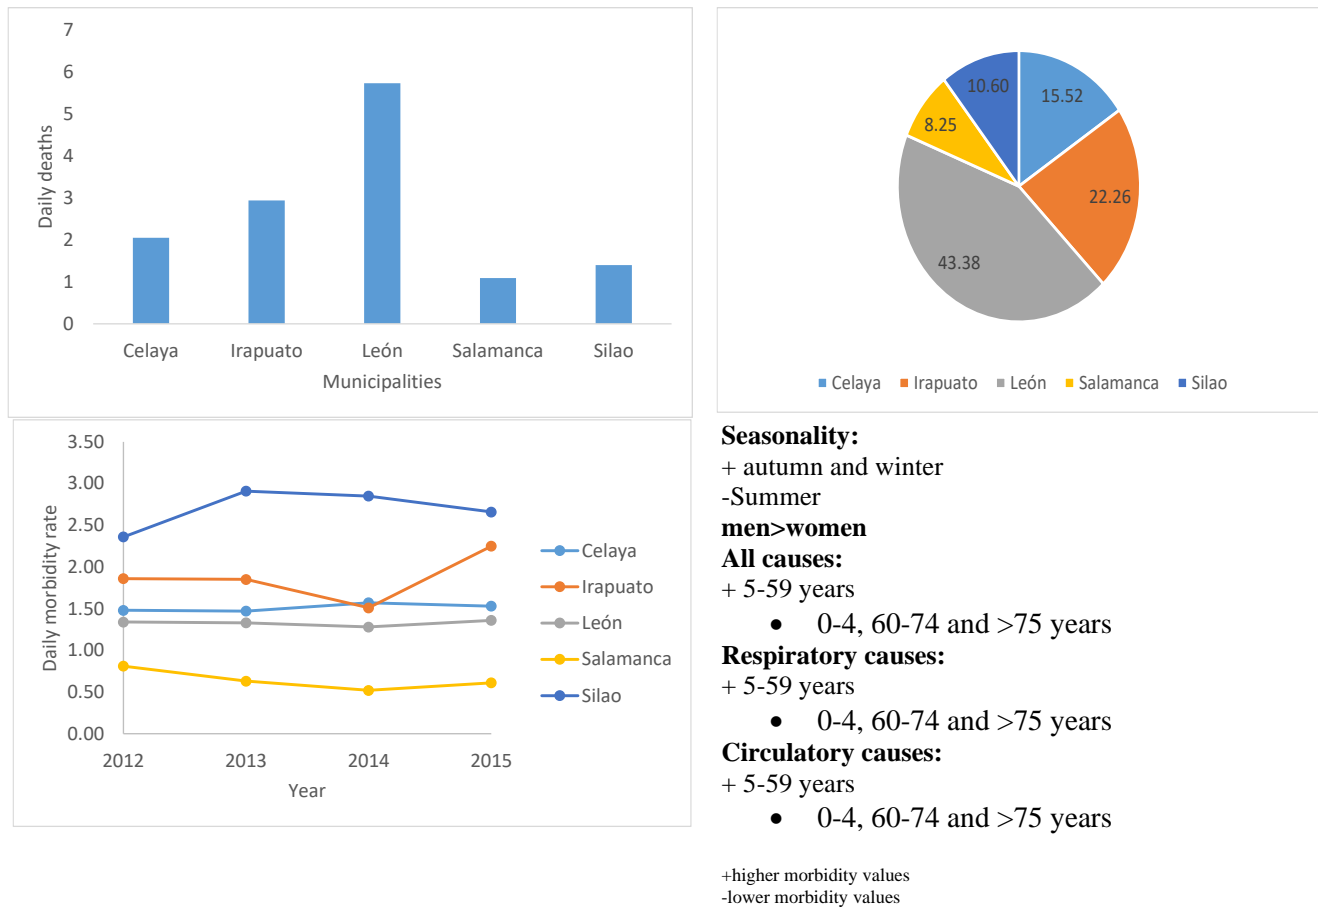 7
6
5
4
3
2
1
0
Daily deaths
Celaya Irapuato León Salamanca Silao
Municipalities
10.60
15.52
8.25
22.26
43.38
Celaya Irapuato León Salamanca Silao
3.50
3.00
2.50
2.00
1.50
1.00
0.50
0.00
Daily morbidity rate
2012 2013 2014 2015
Year
Celaya
Irapuato
León
Salamanca
Silao
Seasonality:
+ autumn and winter
-Summer
men>women
All causes:
+ 5-59 years
• 0-4, 60-74 and >75 years
Respiratory causes:
+ 5-59 years
• 0-4, 60-74 and >75 years
Circulatory causes:
+ 5-59 years
• 0-4, 60-74 and >75 years
+higher morbidity values
-lower morbidity values